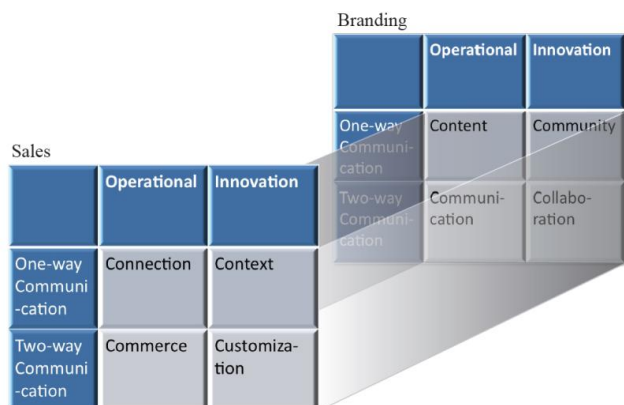 Branding
Operational Innovation
One-way
Communi-
cation
Content
Community
Two-way
Communi-
cation
Communi-
cation
Collabo-
ration
Sales
Operational Innovation
One-way
Communi
-cation
Connection
Context
Two-way
Communi
-cation
Commerce
Customiza-
tion